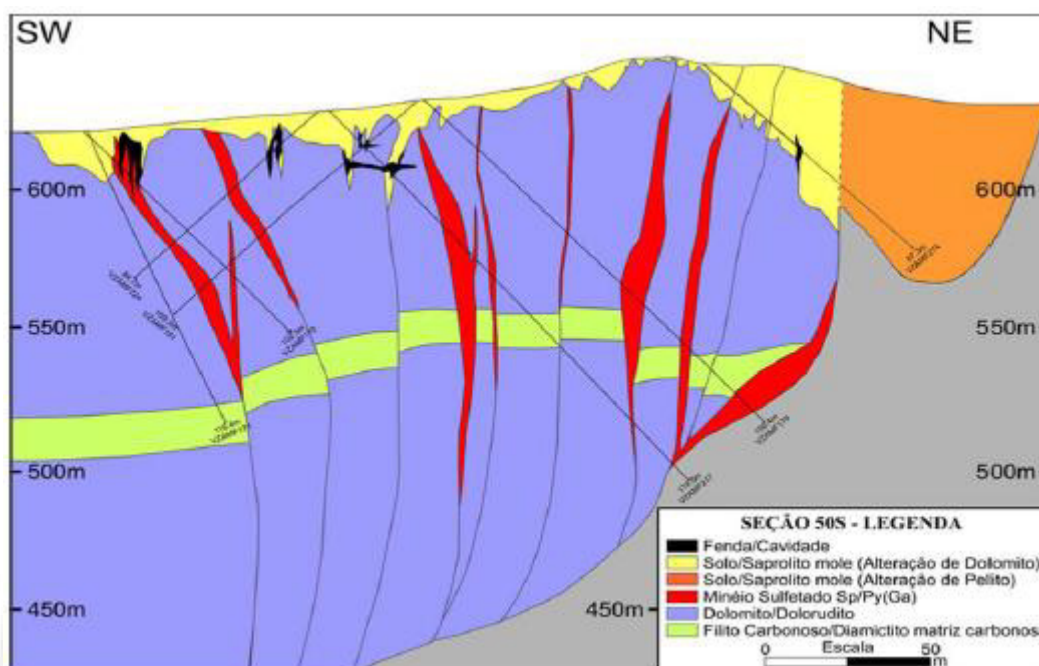 SW
NE
600m
600m
550m
550m
500m
500m
450m
450m
SEÇÃO 50S - LEGENDA
Fenda/Cavidade
Solo/Saprolito mole (Alteração de Dolomito)
Solo/Saprolito mole (Alteração de Pelito)
Minéio Sulfetado Sp/Py(Ga)
Dolomito/Dolorudito
Filito Carbonoso/Diamictito matriz carbonos
Escala
0
50
m